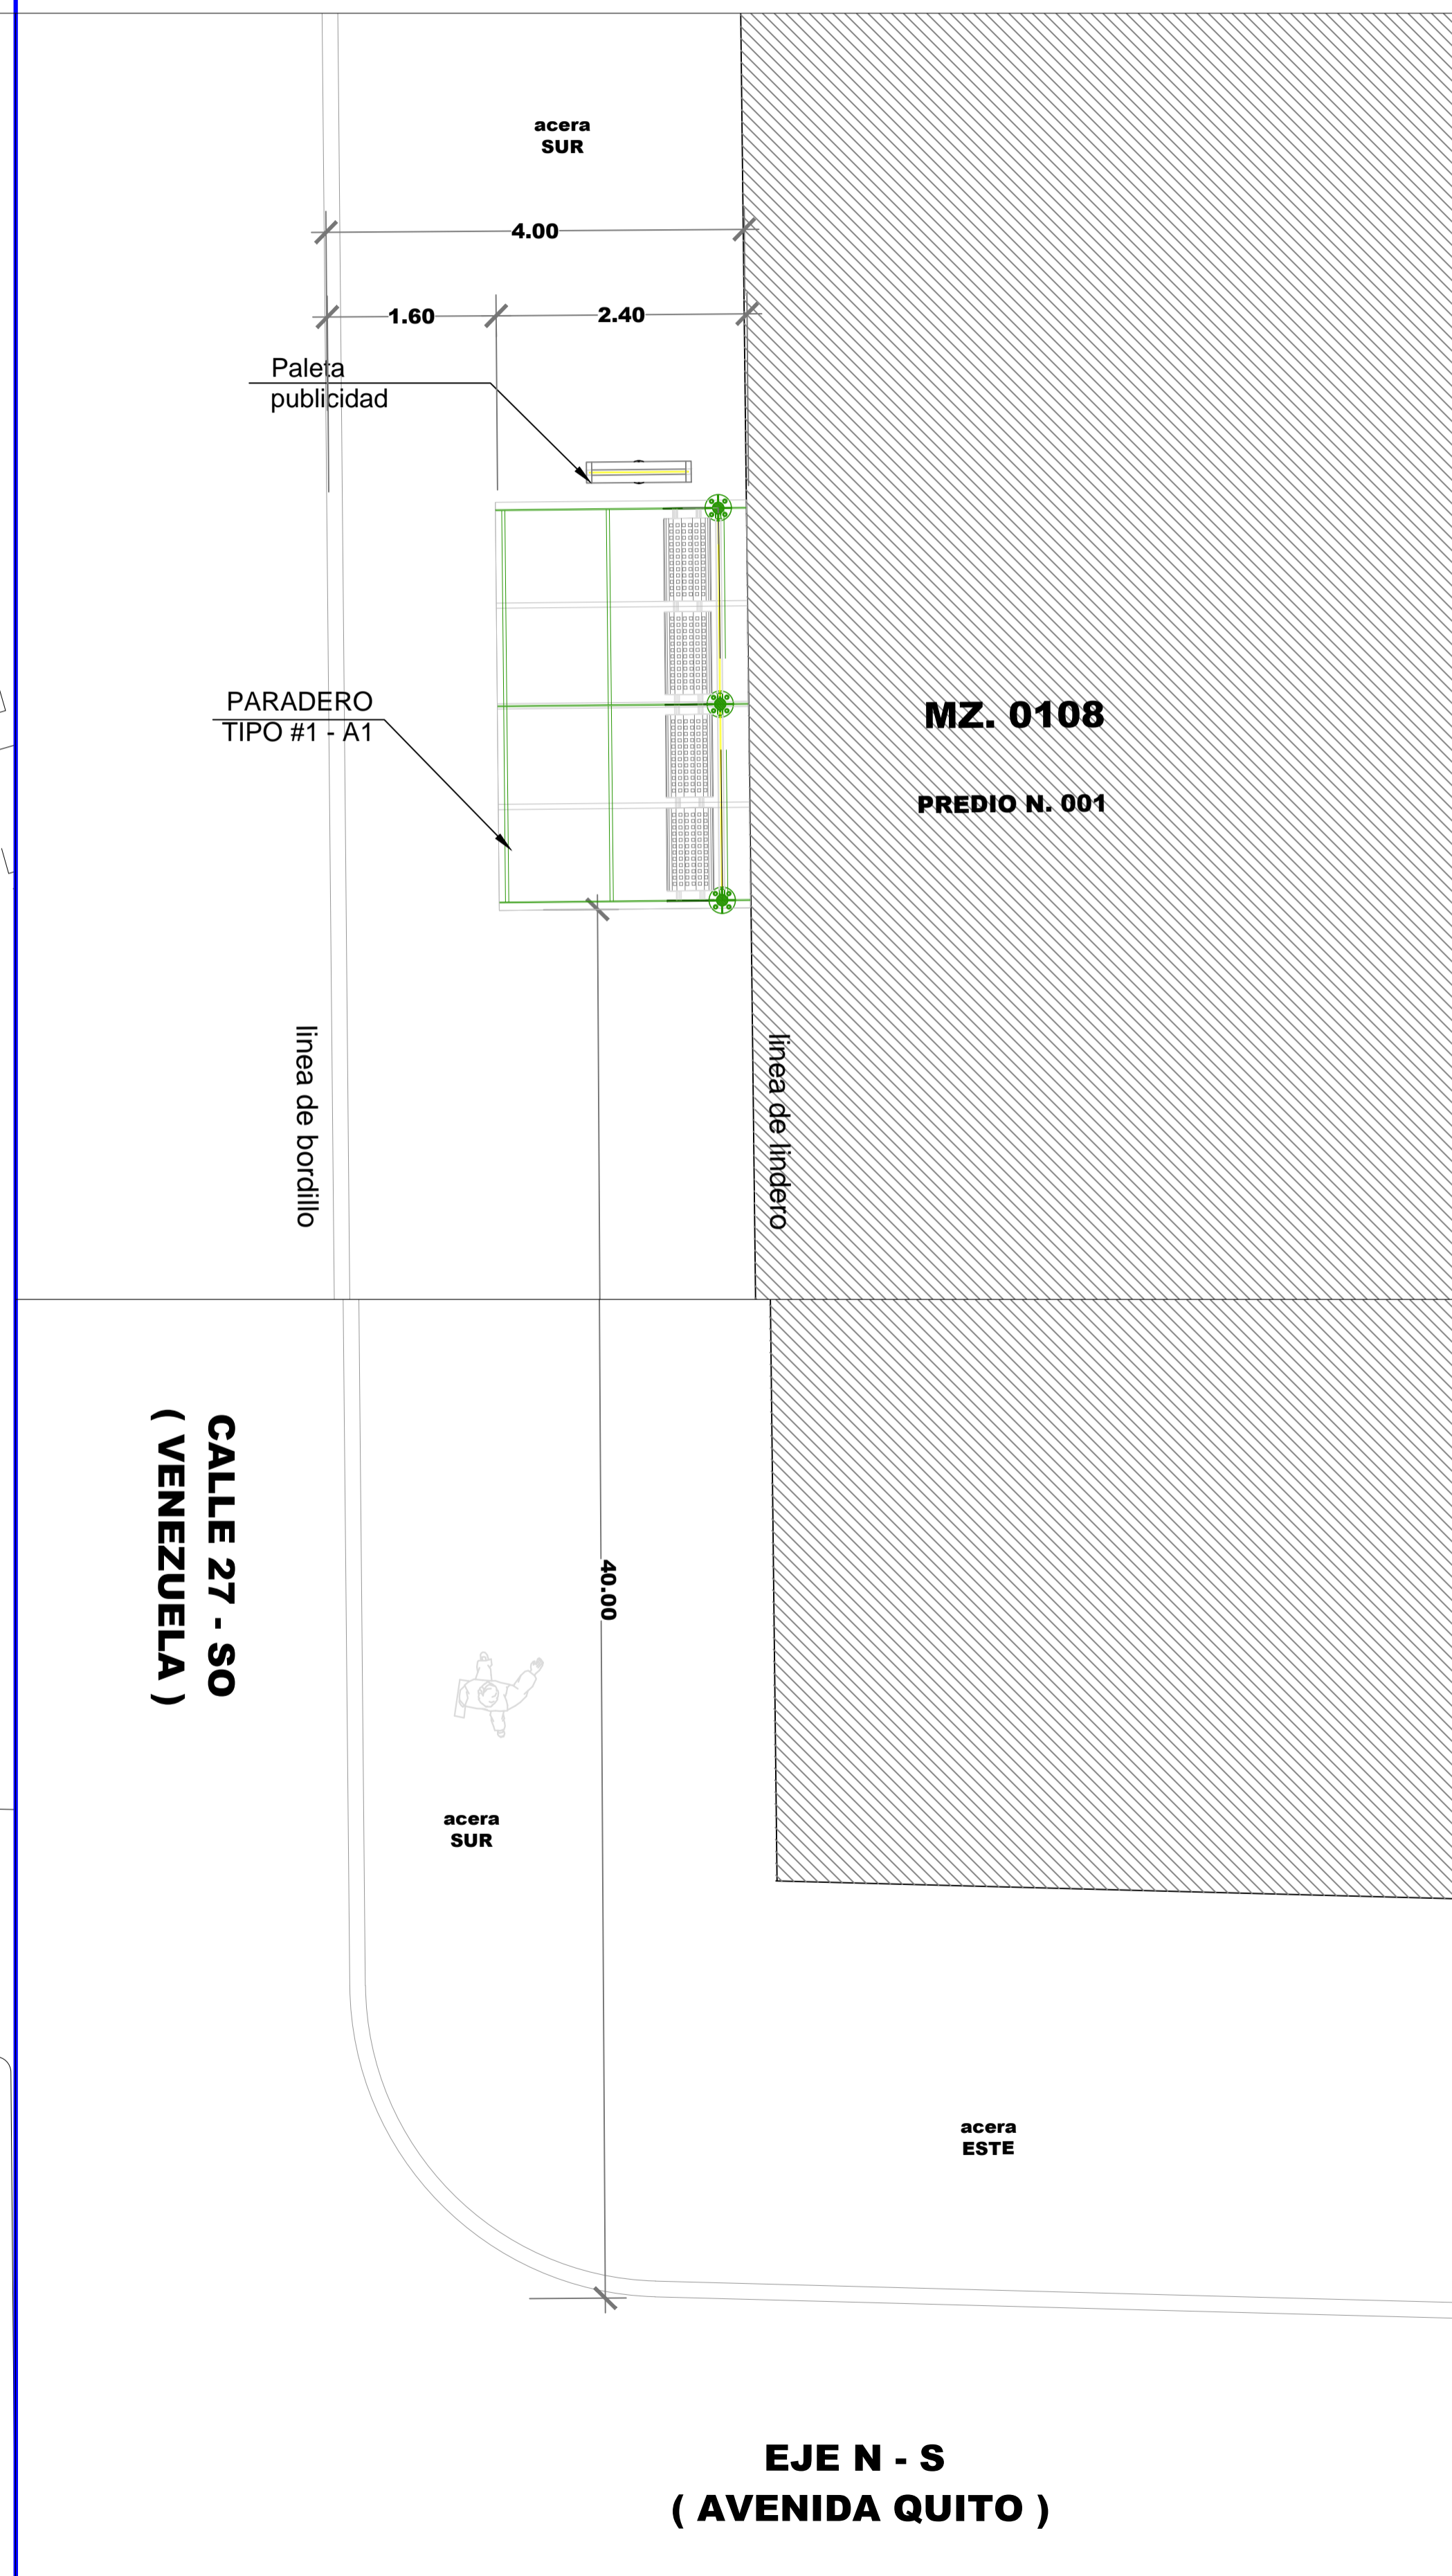 acera
SUR
4.00
1.60
2.40
Paleta
publicidad
PARADERO
TIPO #1 - A1
MZ. 0108
PREDIO N. 001
linea de bordillo
linea de lindero
CALLE 27 - SO
( VENEZUELA )
40.00
acera
SUR
acera
ESTE
EJE N - S
( AVENIDA QUITO )